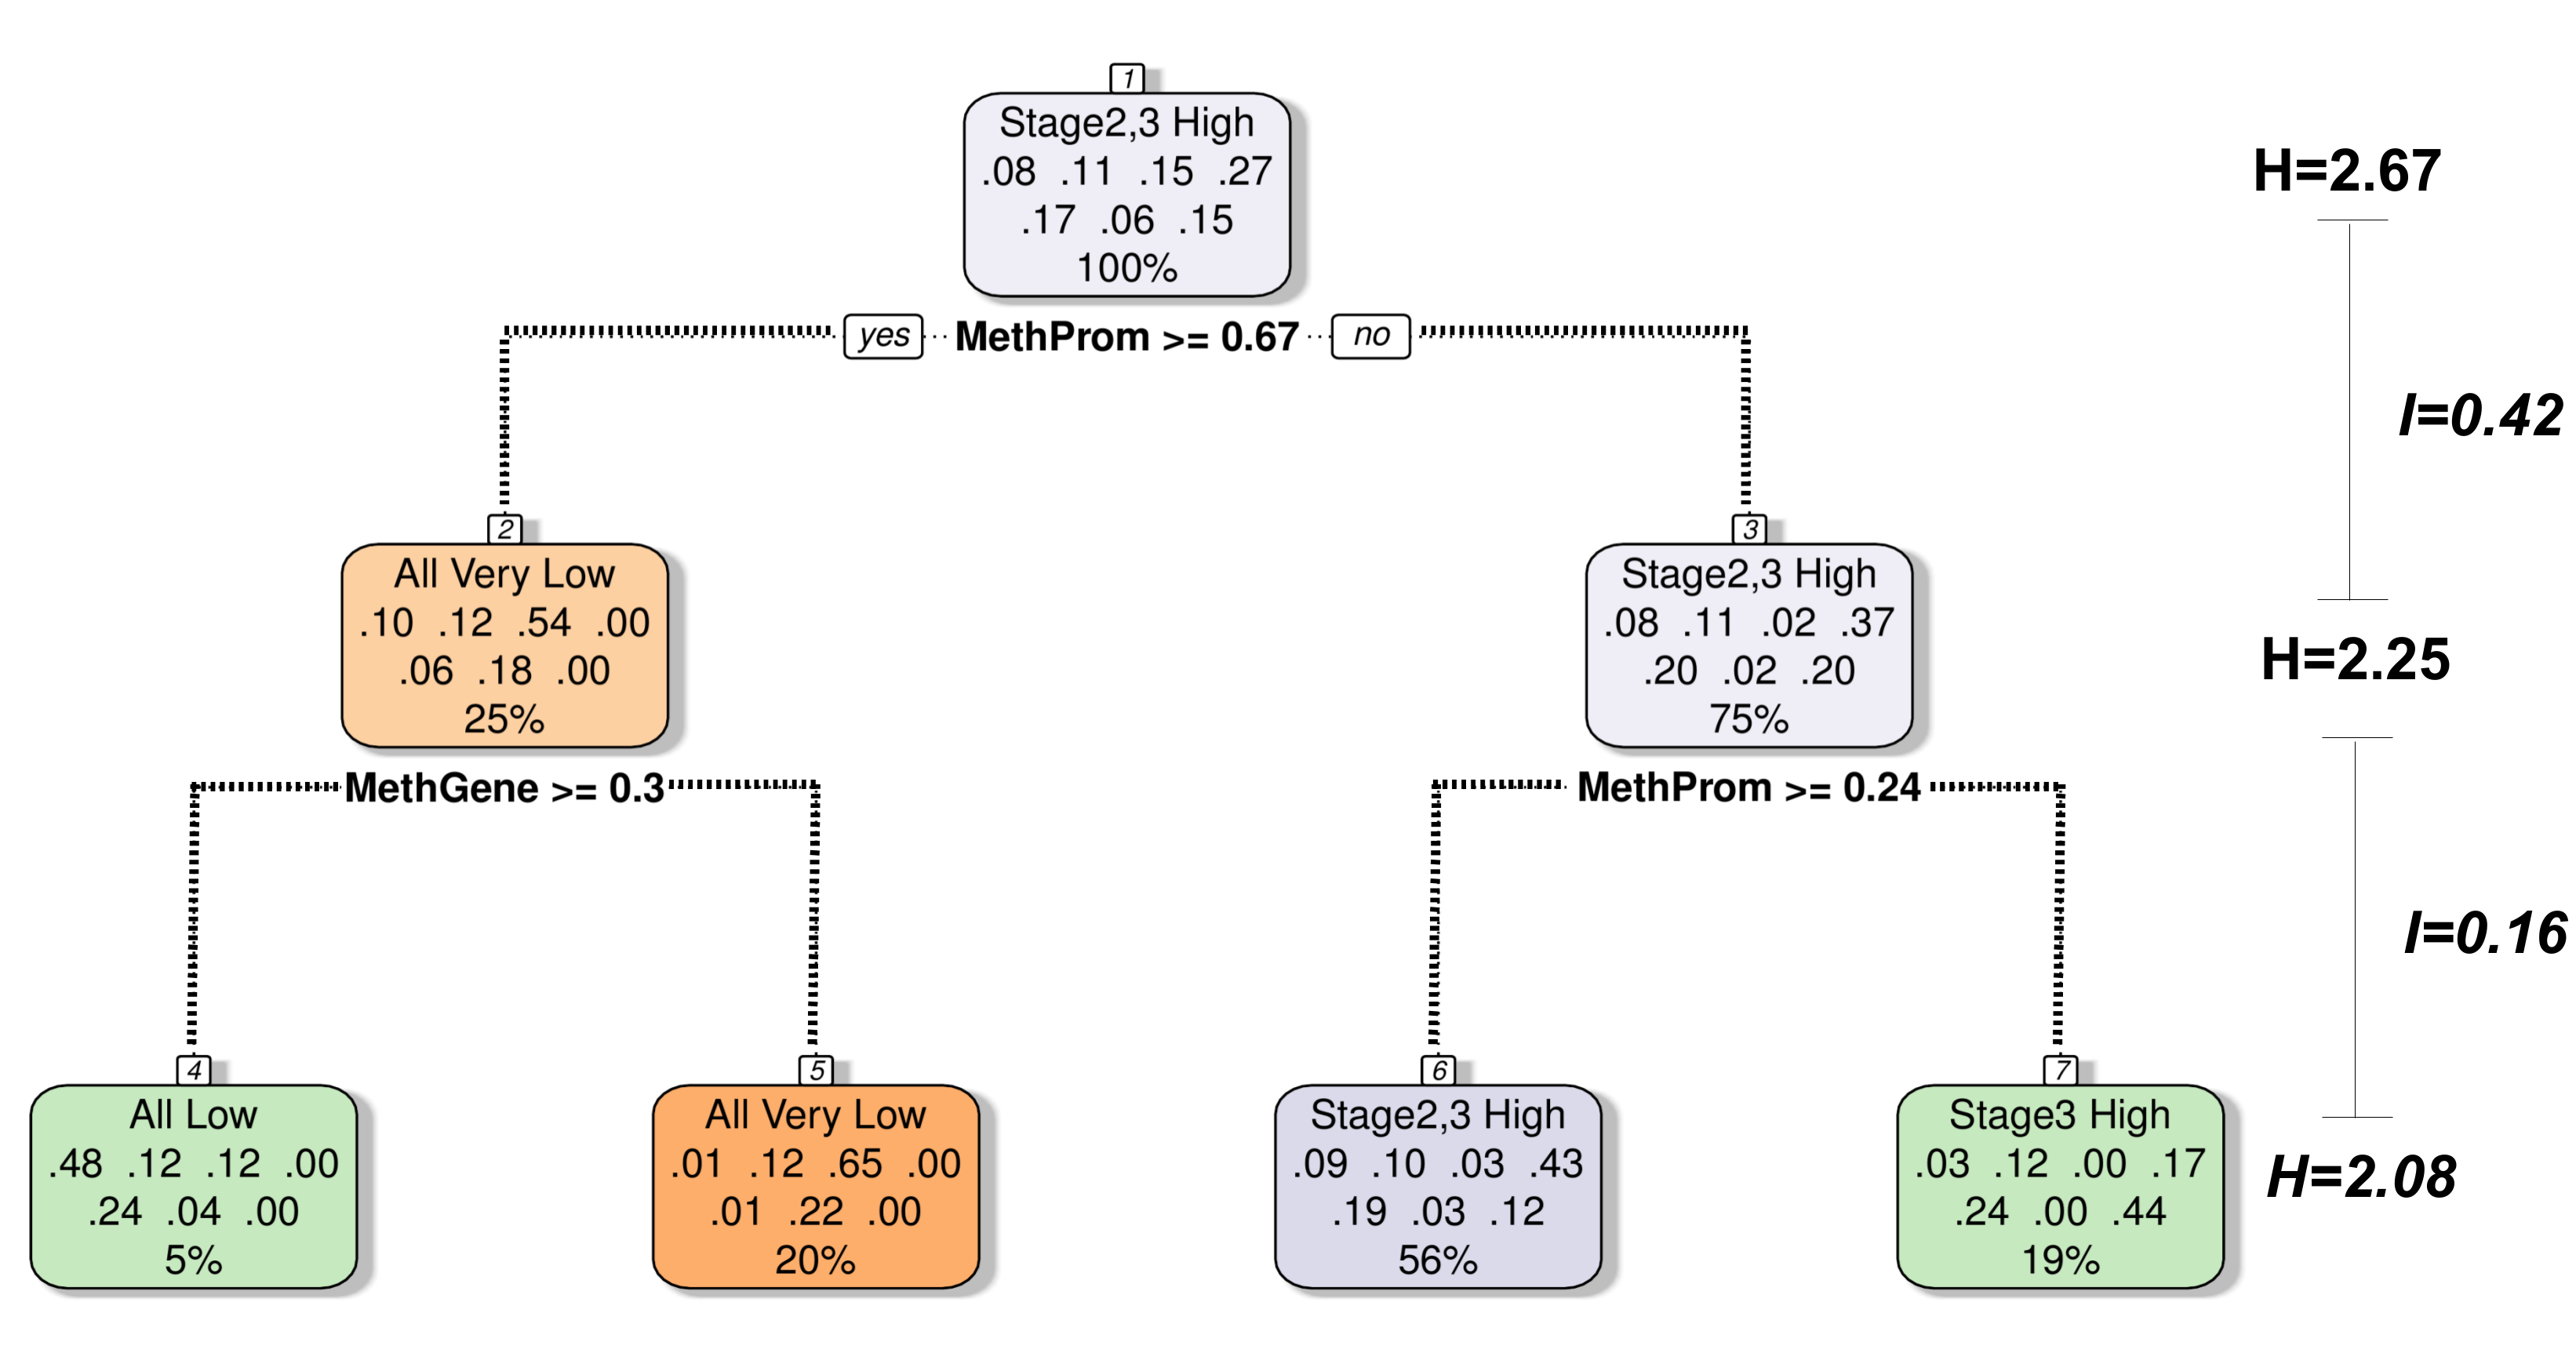 1
Stage2,3 High
.08 .11 .15 .27
.17 .06 .15
100%
H=2.67
yes MethProm >= 0.67 no
I=0.42
2
All Very Low
.10 .12 .54 .00
.06 .18 .00
25%
3
Stage2,3 High
.08 .11 .02 .37
.20 .02 .20
75%
H=2.25
MethGene >= 0.3
MethProm >= 0.24
I=0.16
4
All Low
.48 .12 .12 .00
.24 .04 .00
5%
5
All Very Low
.01 .12 .65 .00
.01 .22 .00
20%
6
Stage2,3 High
.09 .10 .03 .43
.19 .03 .12
56%
7
Stage3 High
.03 .12 .00 .17
.24 .00 .44
19%
H=2.08